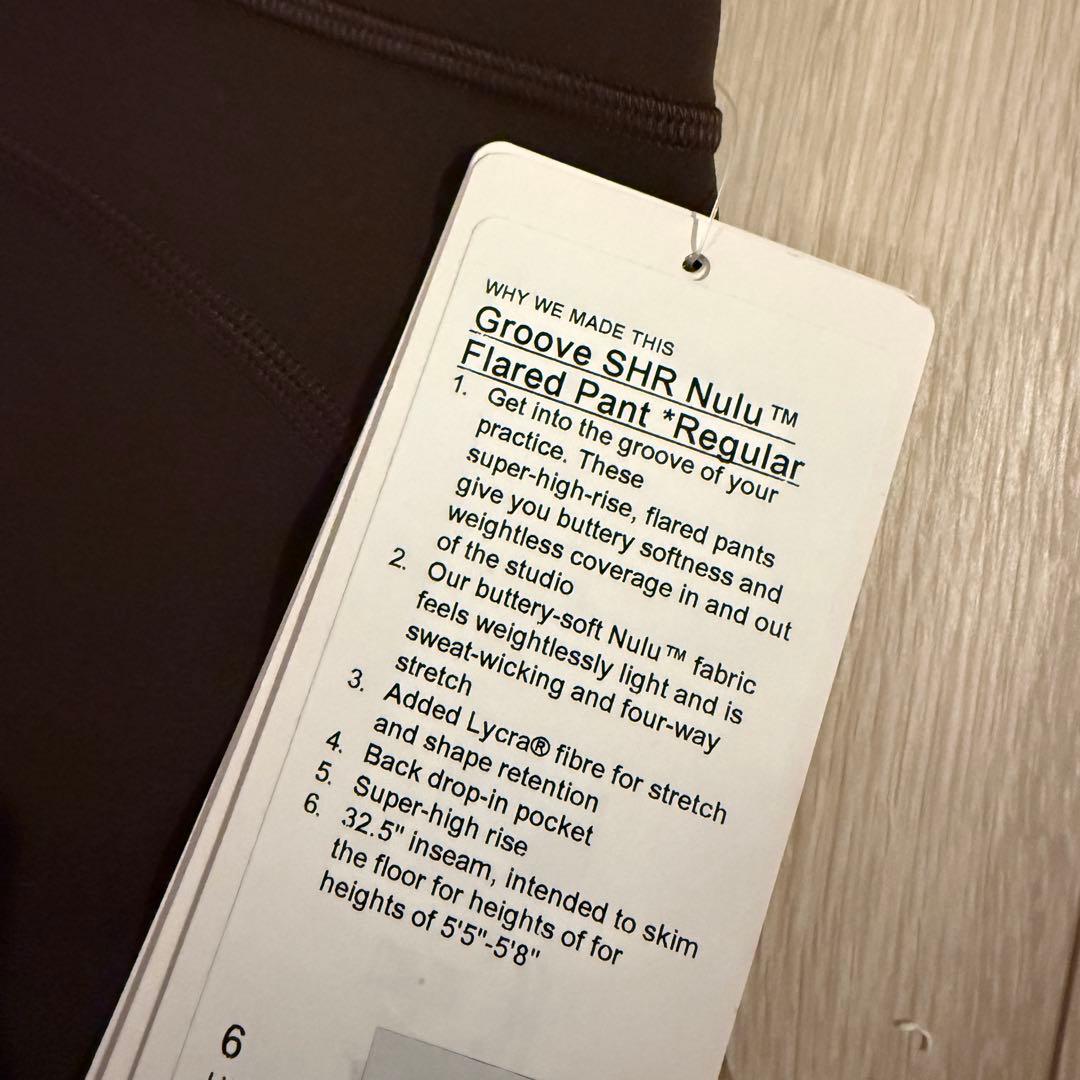 WHY WE MADE THIS
Groove SHR Nulu™
Flared Pant *Regular
1. Get into the groove of your
practice. These
super-high-rise, flared pants
give you buttery softness and
weightless coverage in and out
of the studio
2. Our buttery-soft Nulu™ fabric
feels weightlessly light and is
sweat-wicking and four-way
stretch
3. Added Lycra® fibre for stretch
and shape retention
4. Back drop-in pocket
5. Super-high rise
6. 32.5" inseam, intended to skim
the floor for heights of for
heights of 5'5"-5'8"
6